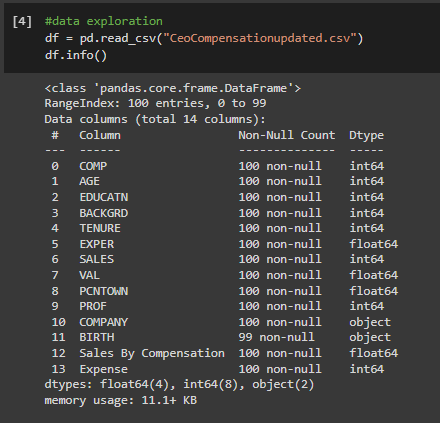 [4] #data exploration
df = pd.read_csv("CeoCompensationupdated.csv")
df.info()
<class 'pandas.core.frame.DataFrame'>
RangeIndex: 100 entries, 0 to 99
Data columns (total 14 columns):
 #   Column                 Non-Null Count  Dtype
---  ------                 --------------  -----
 0   COMP                   100 non-null    int64
 1   AGE                    100 non-null    int64
 2   EDUCATN                100 non-null    int64
 3   BACKGRD                100 non-null    int64
 4   TENURE                 100 non-null    int64
 5   EXPER                  100 non-null    float64
 6   SALES                  100 non-null    int64
 7   VAL                    100 non-null    float64
 8   PCNTOWN                100 non-null    float64
 9   PROF                   100 non-null    int64
 10  COMPANY                100 non-null    object
 11  BIRTH                  99 non-null     object
 12  Sales By Compensation  100 non-null    float64
 13  Expense                100 non-null    int64
dtypes: float64(4), int64(8), object(2)
memory usage: 11.1+ KB